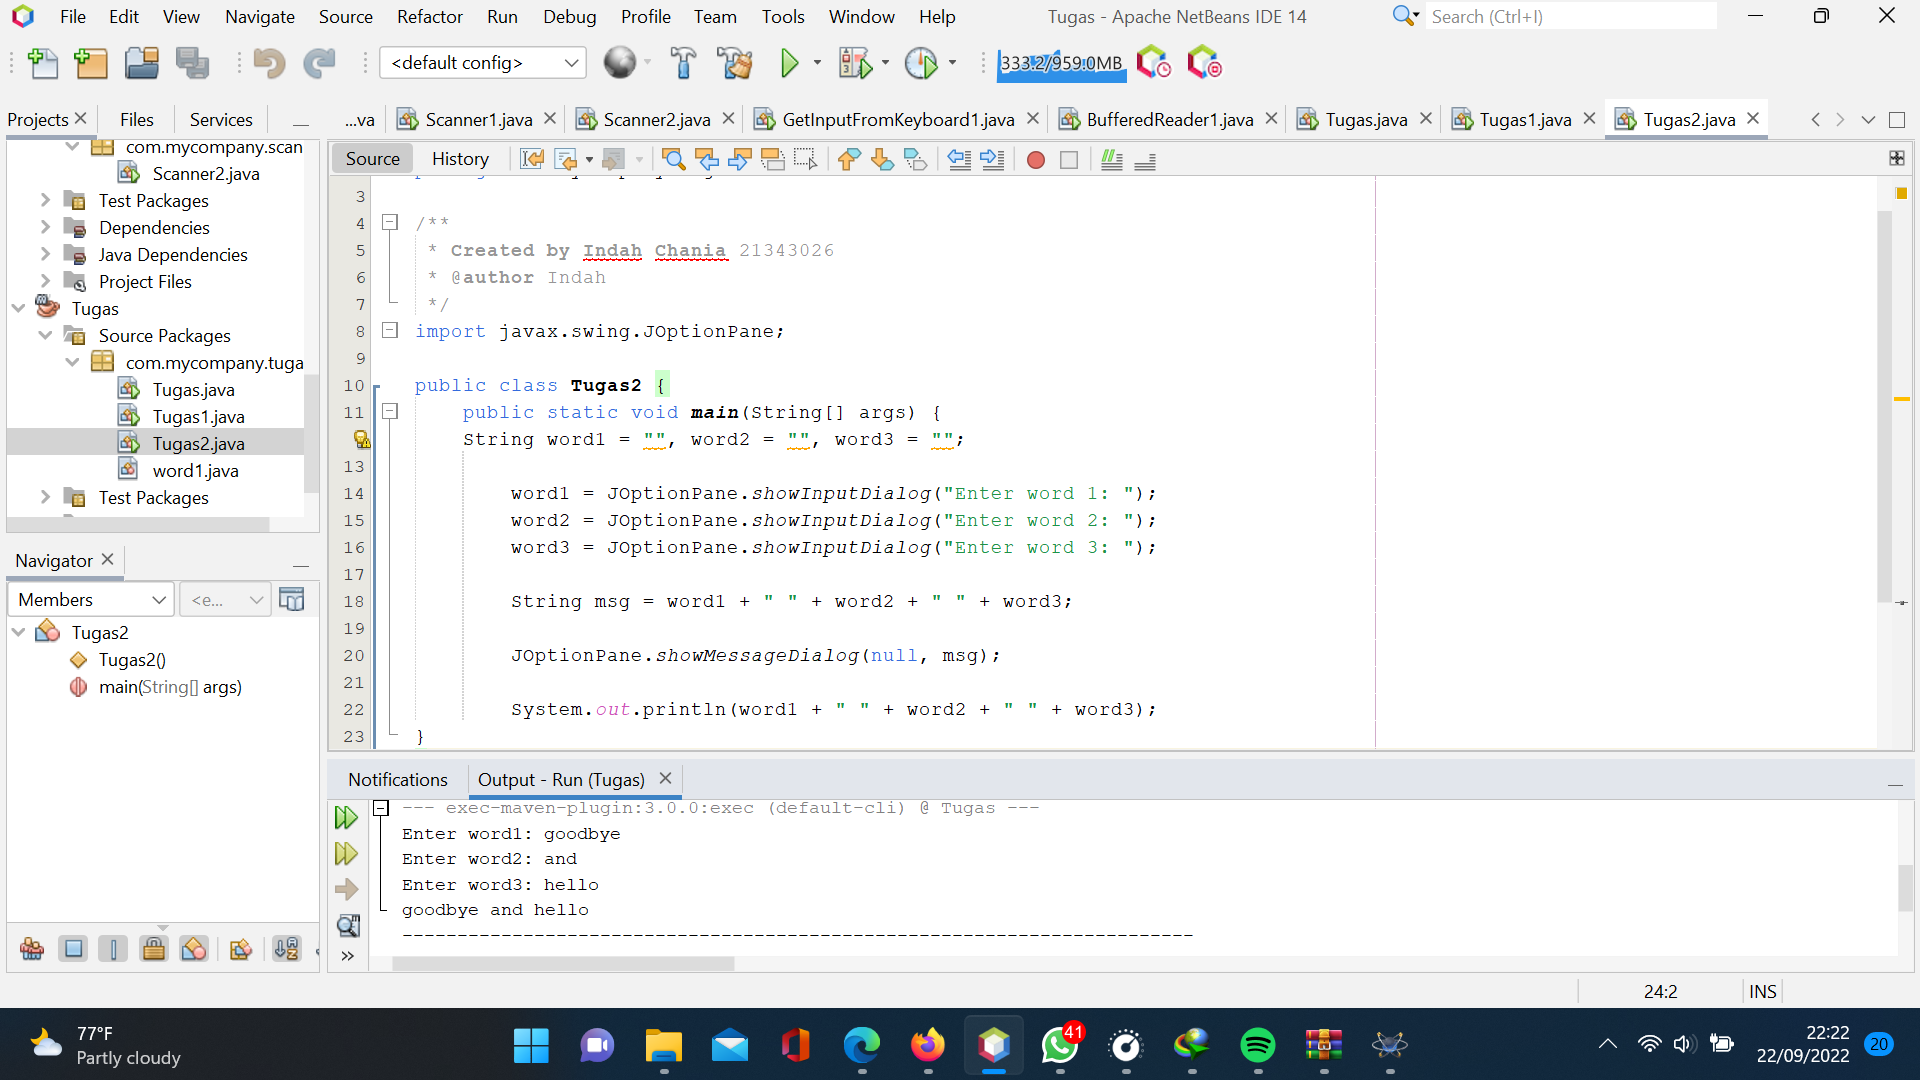 File Edit View Navigate Source Refactor Run Debug Profile Team Tools Window Help
Tugas - Apache NetBeans IDE 14
Search (Ctrl+I)
<default config>
333.2/959.0MB
Projects Files Services
...va Scanner1.java Scanner2.java GetInputFromKeyboard1.java BufferedReader1.java Tugas.java Tugas1.java Tugas2.java
com.mycompany.scan
Scanner2.java
Test Packages
Dependencies
Java Dependencies
Project Files
Tugas
Source Packages
com.mycompany.tuga
Tugas.java
Tugas1.java
Tugas2.java
word1.java
Test Packages
Navigator
Members <e...
Tugas2
Tugas2()
main(String[] args)
Source History
3
4 /**
5 * Created by Indah Chania 21343026
6 * @author Indah
7 */
8 import javax.swing.JOptionPane;
9
10 public class Tugas2 {
11 public static void main(String[] args) {
String word1 = "", word2 = "", word3 = "";
13
14 word1 = JOptionPane.showInputDialog("Enter word 1: ");
15 word2 = JOptionPane.showInputDialog("Enter word 2: ");
16 word3 = JOptionPane.showInputDialog("Enter word 3: ");
17
18 String msg = word1 + " " + word2 + " " + word3;
19
20 JOptionPane.showMessageDialog(null, msg);
21
22 System.out.println(word1 + " " + word2 + " " + word3);
23 }
Notifications Output - Run (Tugas)
--- exec-maven-plugin:3.0.0:exec (default-cli) @ Tugas ---
Enter word1: goodbye
Enter word2: and
Enter word3: hello
goodbye and hello
------------------------------------------------------------------------
24:2 INS
77°F
Partly cloudy
41
22:22
22/09/2022
20